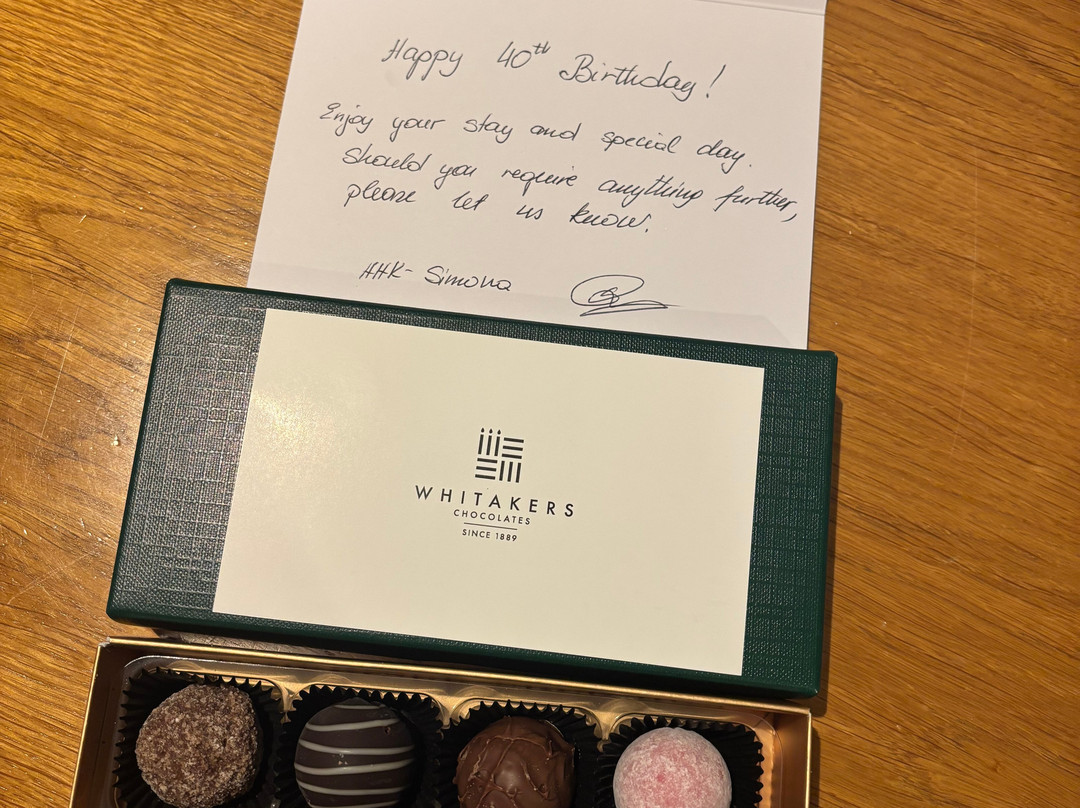 Happy 40th Birthday!
Enjoy your stay and special day.
Should you require anything further,
please let us know.
HHK- Simona
WHITAKERS
CHOCOLATES
SINCE 1889